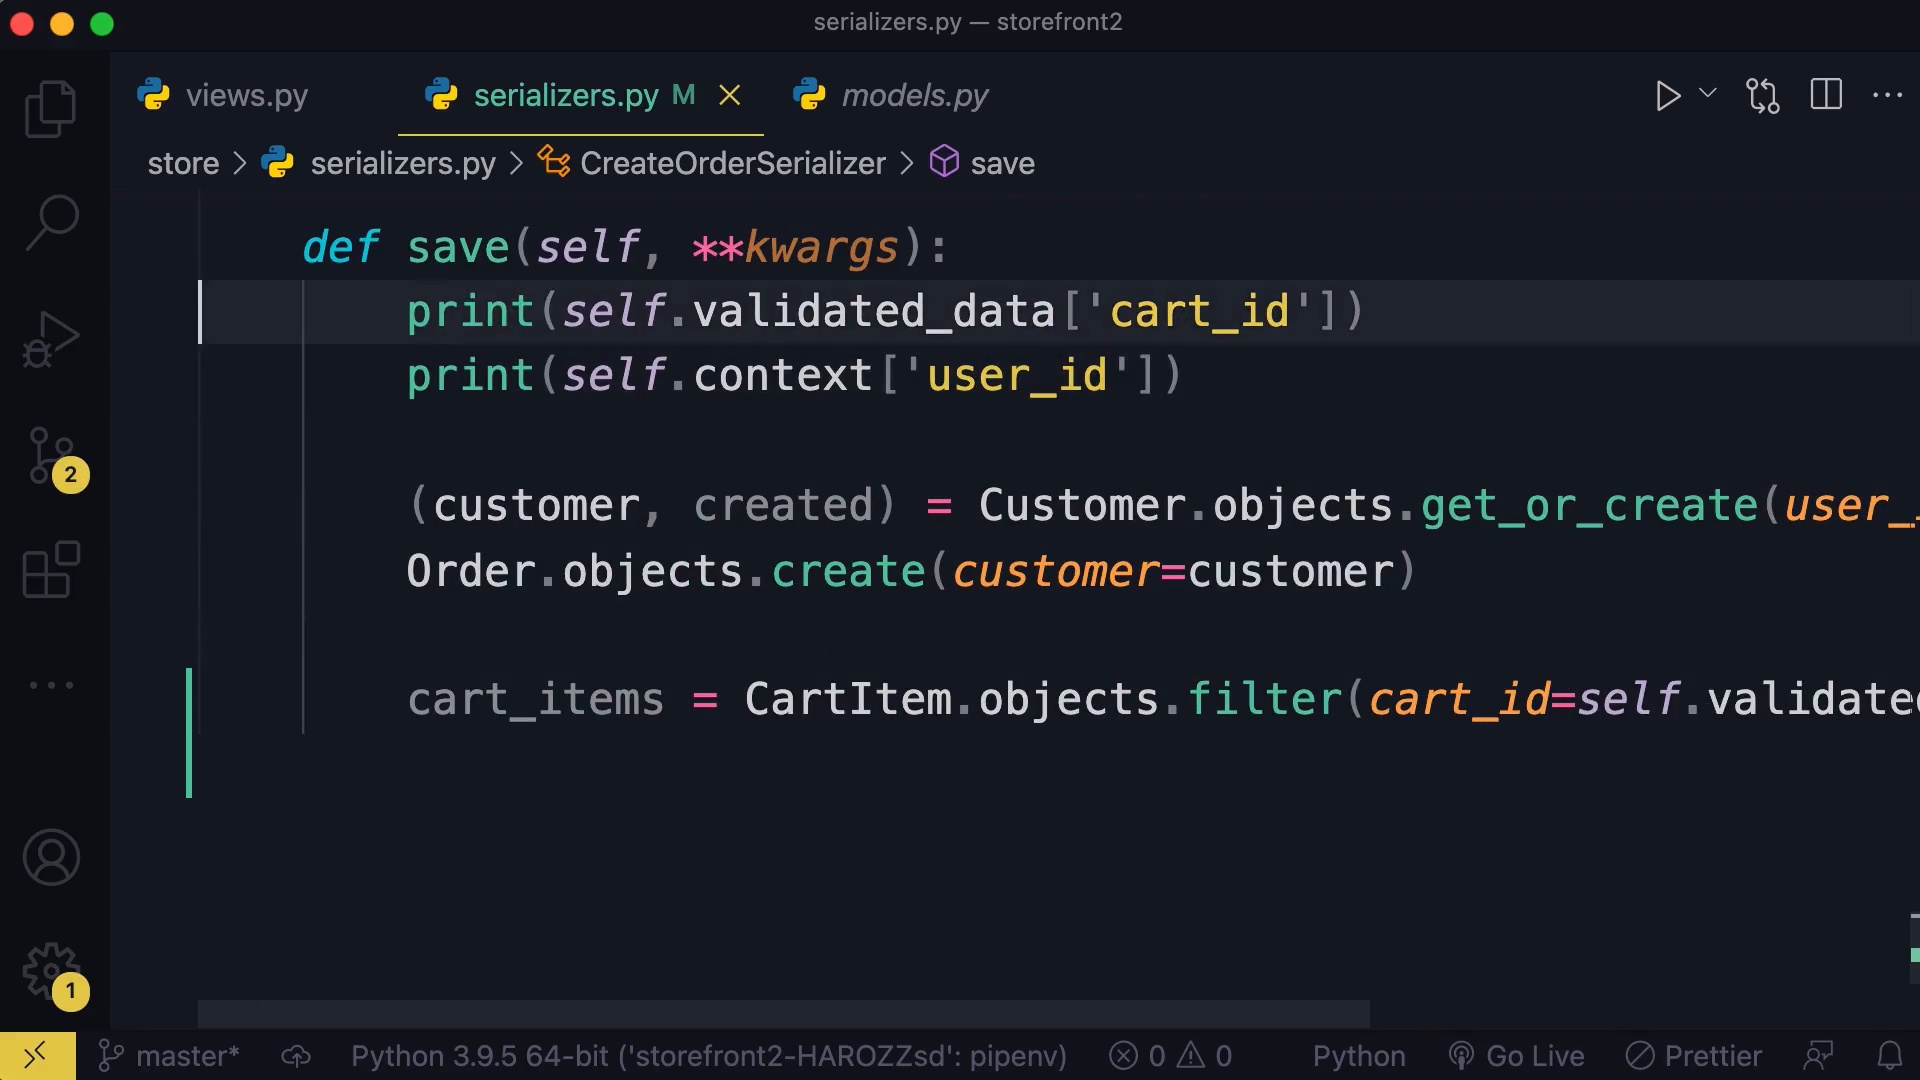 serializers.py — storefront2
views.py serializers.py M models.py
store > serializers.py > CreateOrderSerializer > save
def save(self, **kwargs):
print(self.validated_data['cart_id'])
print(self.context['user_id'])
(customer, created) = Customer.objects.get_or_create(user_
Order.objects.create(customer=customer)
cart_items = CartItem.objects.filter(cart_id=self.validate
2
1
master* Python 3.9.5 64-bit ('storefront2-HAROZZsd': pipenv) 0 0 Python Go Live Prettier